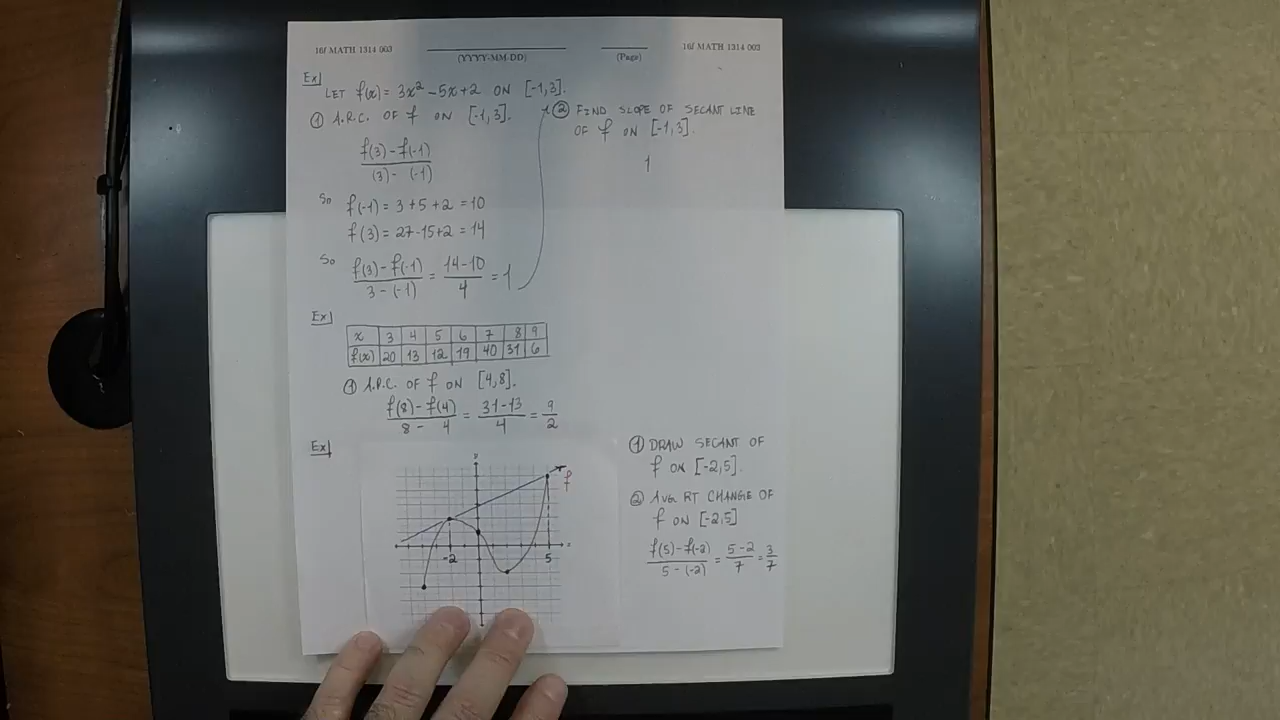 16f MATH 1314 003
(YYYY-MM-DD)
(Page)
16f MATH 1314 003
Ex
LET f(x) = 3x² - 5x + 2 ON [-1,3].
① A.R.C. OF f ON [-1,3].
f(3) - f(-1)
(3) - (-1)
So f(-1) = 3 + 5 + 2 = 10
f(3) = 27 - 15 + 2 = 14
So f(3) - f(-1) / 3 - (-1) = 14 - 10 / 4 = 1
② FIND SLOPE OF SECANT LINE
OF f ON [-1,3].
1
Ex
x 3 4 5 6 7 8 9
f(x) 20 13 12 19 40 31 6
① A.R.C. OF f ON [4,8].
f(8) - f(4) / 8 - 4 = 31 - 13 / 4 = 9 / 2
Ex
f
-2
5
① DRAW SECANT OF
f ON [-2,5].
② AVG RT CHANGE OF
f ON [-2,5]
f(5) - f(-2) / 5 - (-2) = 5 - 2 / 7 = 3 / 7